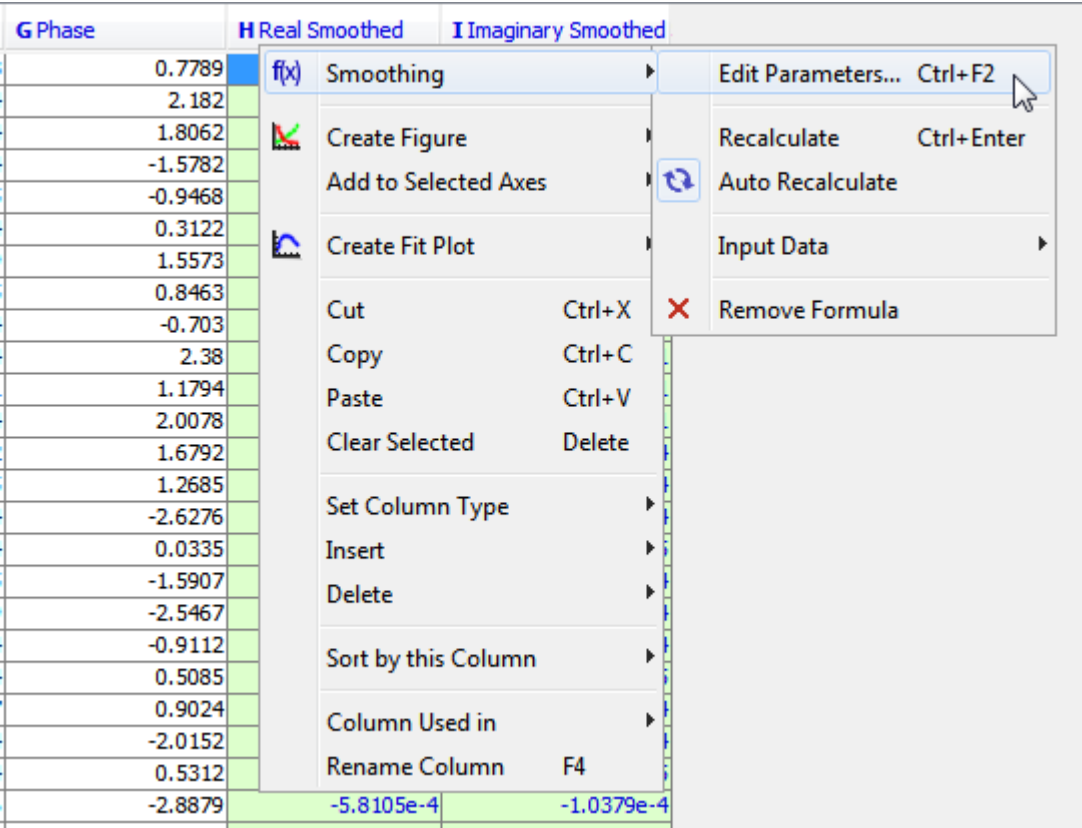 G Phase H Real Smoothed I Imaginary Smoothed
0.7789
2.182
1.8062
-1.5782
-0.9468
0.3122
1.5573
0.8463
-0.703
2.38
1.1794
2.0078
1.6792
1.2685
-2.6276
0.0335
-1.5907
-2.5467
-0.9112
0.5085
0.9024
-2.0152
0.5312
-2.8879 -5.8105e-4 -1.0379e-4
f(x) Smoothing
Create Figure
Add to Selected Axes
Create Fit Plot
Cut Ctrl+X
Copy Ctrl+C
Paste Ctrl+V
Clear Selected Delete
Set Column Type
Insert
Delete
Sort by this Column
Column Used in
Rename Column F4
Edit Parameters... Ctrl+F2
Recalculate Ctrl+Enter
Auto Recalculate
Input Data
Remove Formula